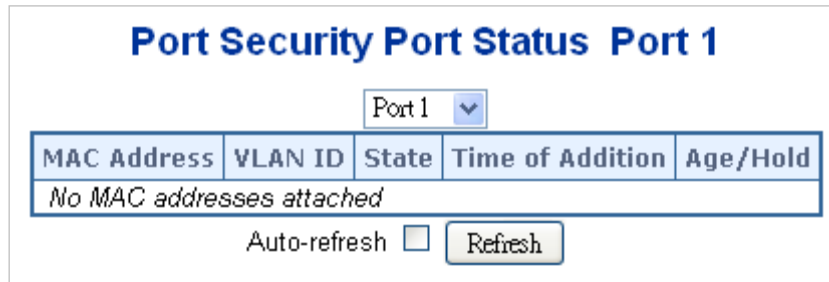 Port Security Port Status Port 1
Port 1
MAC Address VLAN ID State Time of Addition Age/Hold
No MAC addresses attached
Auto-refresh Refresh